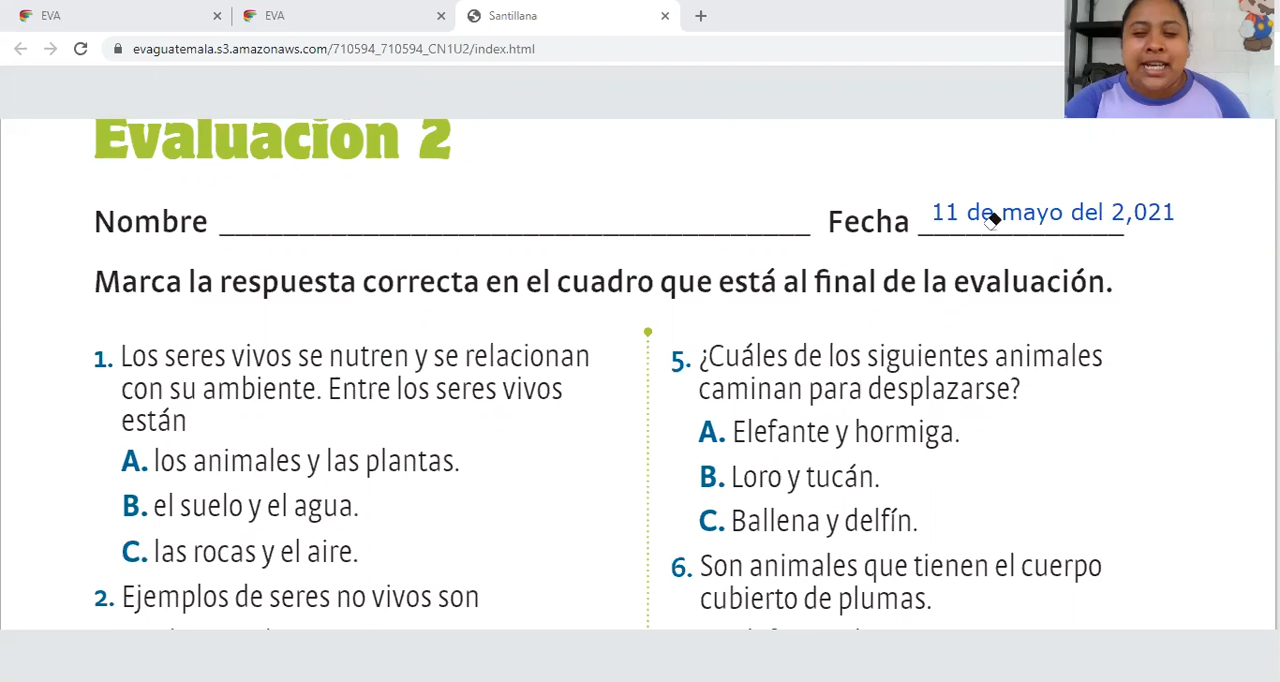 EVA
EVA
Santillana
evaguatemala.s3.amazonaws.com/710594_710594_CN1U2/index.html
Evaluación 2
Nombre
Fecha 11 de mayo del 2,021
Marca la respuesta correcta en el cuadro que está al final de la evaluación.
1. Los seres vivos se nutren y se relacionan
con su ambiente. Entre los seres vivos
están
A. los animales y las plantas.
B. el suelo y el agua.
C. las rocas y el aire.
2. Ejemplos de seres no vivos son
5. ¿Cuáles de los siguientes animales
caminan para desplazarse?
A. Elefante y hormiga.
B. Loro y tucán.
C. Ballena y delfín.
6. Son animales que tienen el cuerpo
cubierto de plumas.